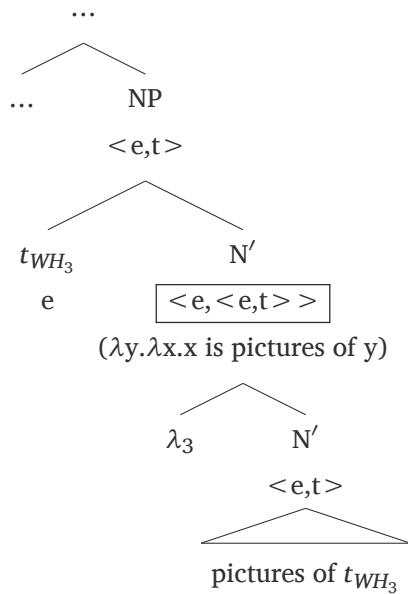 ...
... NP
<e,t>
t_{WH_3} N′
e <e,<e,t>>
(λy.λx.x is pictures of y)
λ_3 N′
<e,t>
pictures of t_{WH_3}